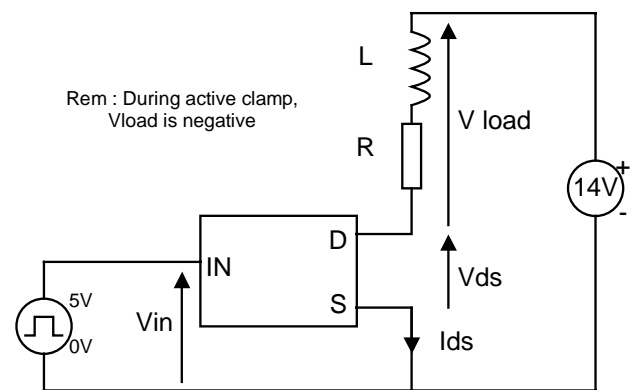 L
Rem : During active clamp,
Vload is negative
V load
R
14V
+
-
D
IN
Vds
S
5V
0V
Vin
Ids